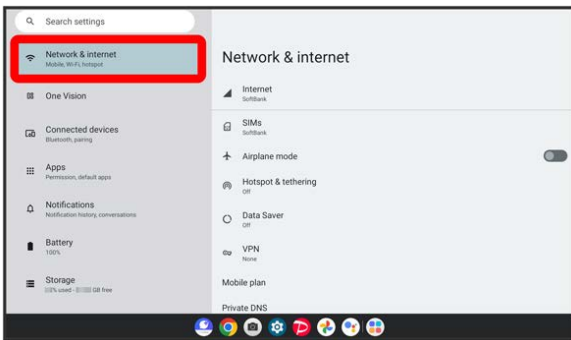 Search settings
Network & internet
Mobile, Wi-Fi, hotspot
One Vision
Connected devices
Bluetooth, pairing
Apps
Permission, default apps
Notifications
Notification history, conversations
Battery
100%
Storage
% used - GB free
Network & internet
Internet
SoftBank
SIMs
SoftBank
Airplane mode
Hotspot & tethering
Off
Data Saver
Off
VPN
None
Mobile plan
Private DNS